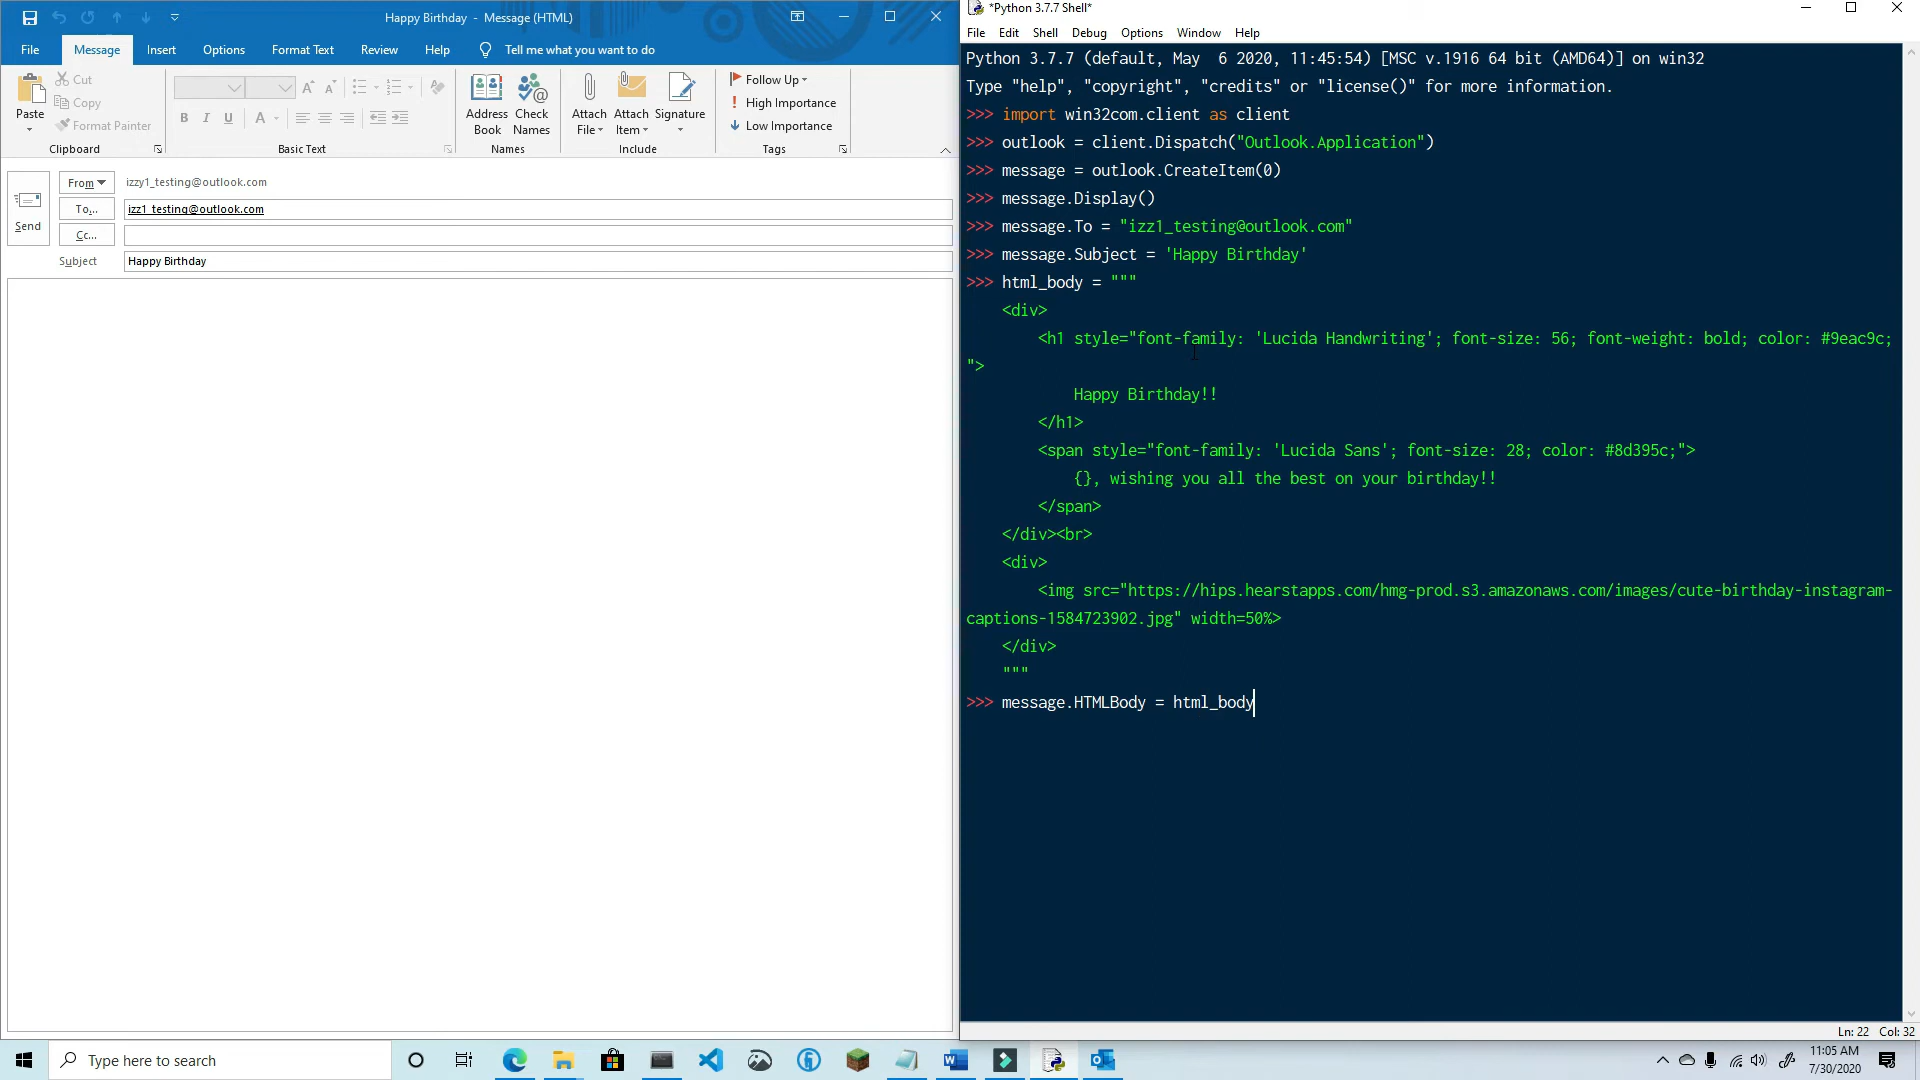 Happy Birthday - Message (HTML)
File Message Insert Options Format Text Review Help Tell me what you want to do
Paste
Cut
Copy
Format Painter
Clipboard
B I U A
Basic Text
Address Book
Check Names
Names
Attach File
Attach Item
Signature
Include
Follow Up
High Importance
Low Importance
Tags
Send
From izzy1_testing@outlook.com
To... izz1_testing@outlook.com
Cc...
Subject Happy Birthday
*Python 3.7.7 Shell*
File Edit Shell Debug Options Window Help
Python 3.7.7 (default, May  6 2020, 11:45:54) [MSC v.1916 64 bit (AMD64)] on win32
Type "help", "copyright", "credits" or "license()" for more information.
>>> import win32com.client as client
>>> outlook = client.Dispatch("Outlook.Application")
>>> message = outlook.CreateItem(0)
>>> message.Display()
>>> message.To = "izz1_testing@outlook.com"
>>> message.Subject = 'Happy Birthday'
>>> html_body = """
<div>
<h1 style="font-family: 'Lucida Handwriting'; font-size: 56; font-weight: bold; color: #9eac9c;
">
Happy Birthday!!
</h1>
<span style="font-family: 'Lucida Sans'; font-size: 28; color: #8d395c;">
{}, wishing you all the best on your birthday!!
</span>
</div><br>
<div>
<img src="https://hips.hearstapps.com/hmg-prod.s3.amazonaws.com/images/cute-birthday-instagram-
captions-1584723902.jpg" width=50%>
</div>
"""
>>> message.HTMLBody = html_body
Ln: 22 Col: 32
Type here to search
11:05 AM
7/30/2020